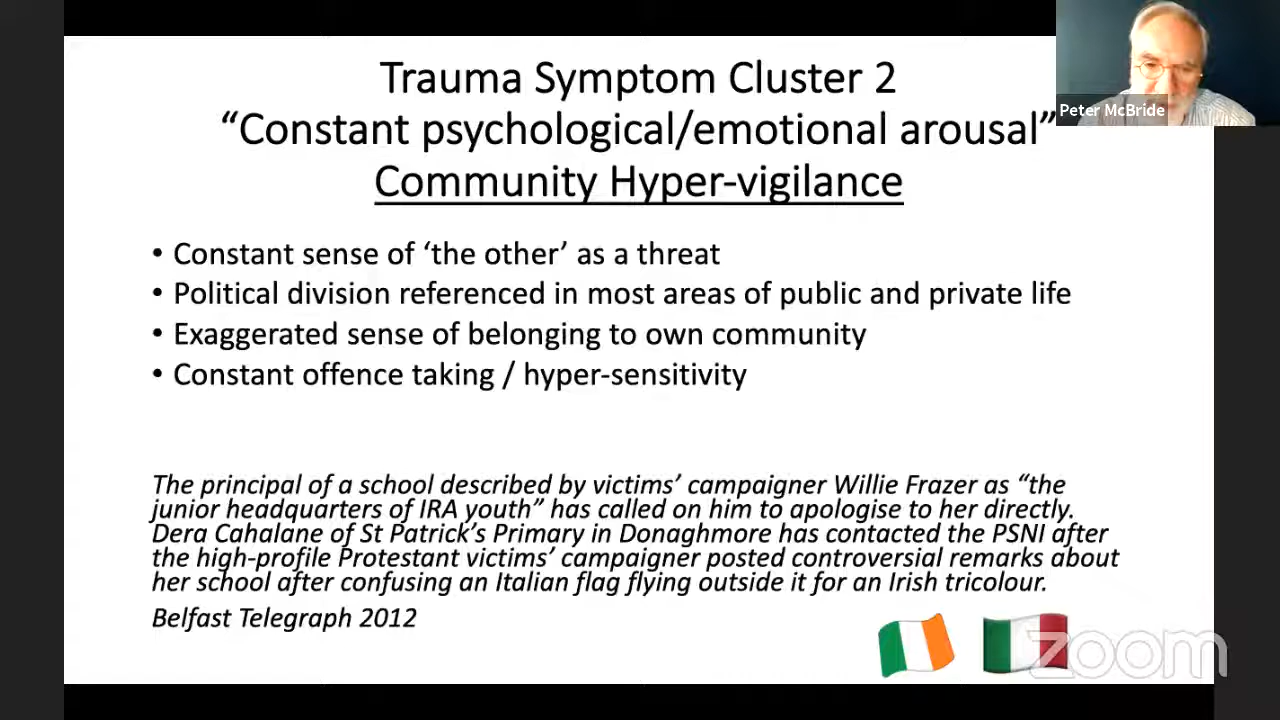 Trauma Symptom Cluster 2
“Constant psychological/emotional arousal”
Community Hyper-vigilance
Peter McBride
• Constant sense of ‘the other’ as a threat
• Political division referenced in most areas of public and private life
• Exaggerated sense of belonging to own community
• Constant offence taking / hyper-sensitivity
The principal of a school described by victims’ campaigner Willie Frazer as “the
junior headquarters of IRA youth” has called on him to apologise to her directly.
Dera Cahalane of St Patrick’s Primary in Donaghmore has contacted the PSNI after
the high-profile Protestant victims’ campaigner posted controversial remarks about
her school after confusing an Italian flag flying outside it for an Irish tricolour.
Belfast Telegraph 2012
zoom